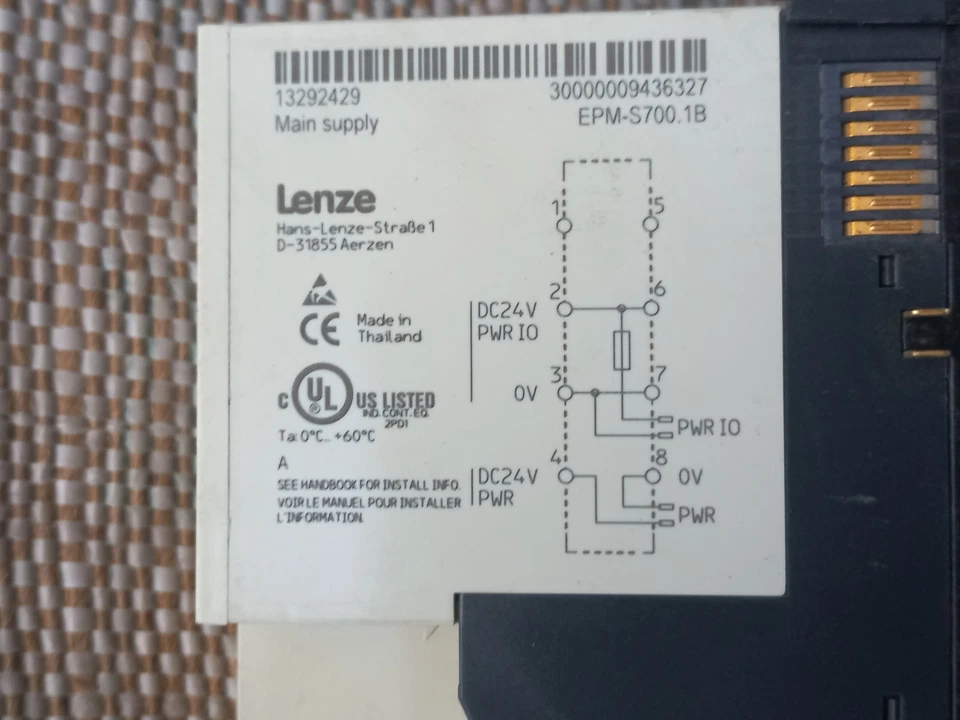 13292429 30000009436327
Main supply EPM-S700.1B
Lenze
Hans-Lenze-Straße 1
D-31855 Aerzen
CE Made in
Thailand
c UL ® US LISTED
IND. CONT. EQ.
2PD1
Ta: 0°C... +60°C
A
SEE HANDBOOK FOR INSTALL INFO.
VOIR LE MANUEL POUR INSTALLER
L'INFORMATION.
1 5
2 6
DC24V
PWR IO
3 7
0V
PWR IO
4 8
DC24V 0V
PWR
PWR